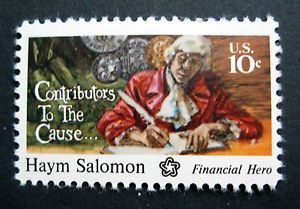 U.S.
10c
Contributors
To The
Cause...
Haym Salomon
Financial Hero